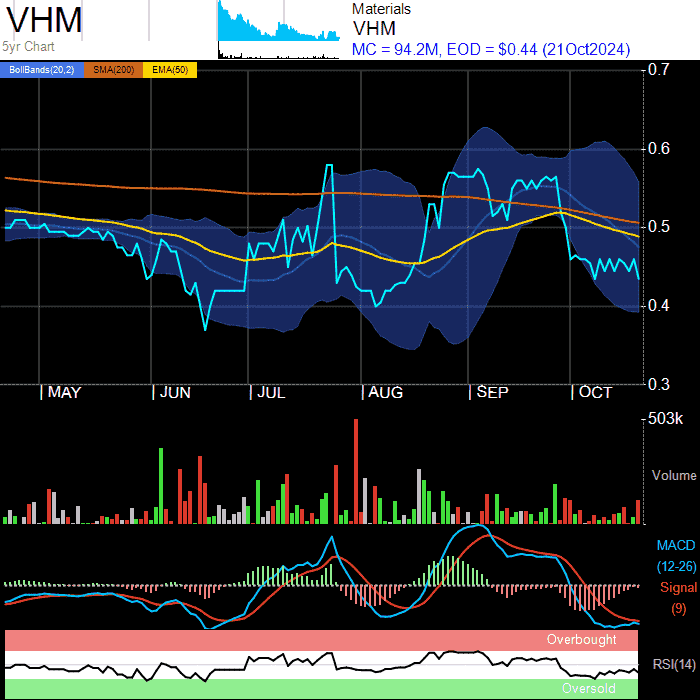 VHM
5yr Chart
Materials
VHM
MC = 94.2M, EOD = $0.44 (21Oct2024)
BollBands(20,2) SMA(200) EMA(50)
0.7
0.6
0.5
0.4
0.3
MAY JUN JUL AUG SEP OCT
503k
Volume
MACD
(12-26)
Signal
(9)
Overbought
RSI(14)
Oversold